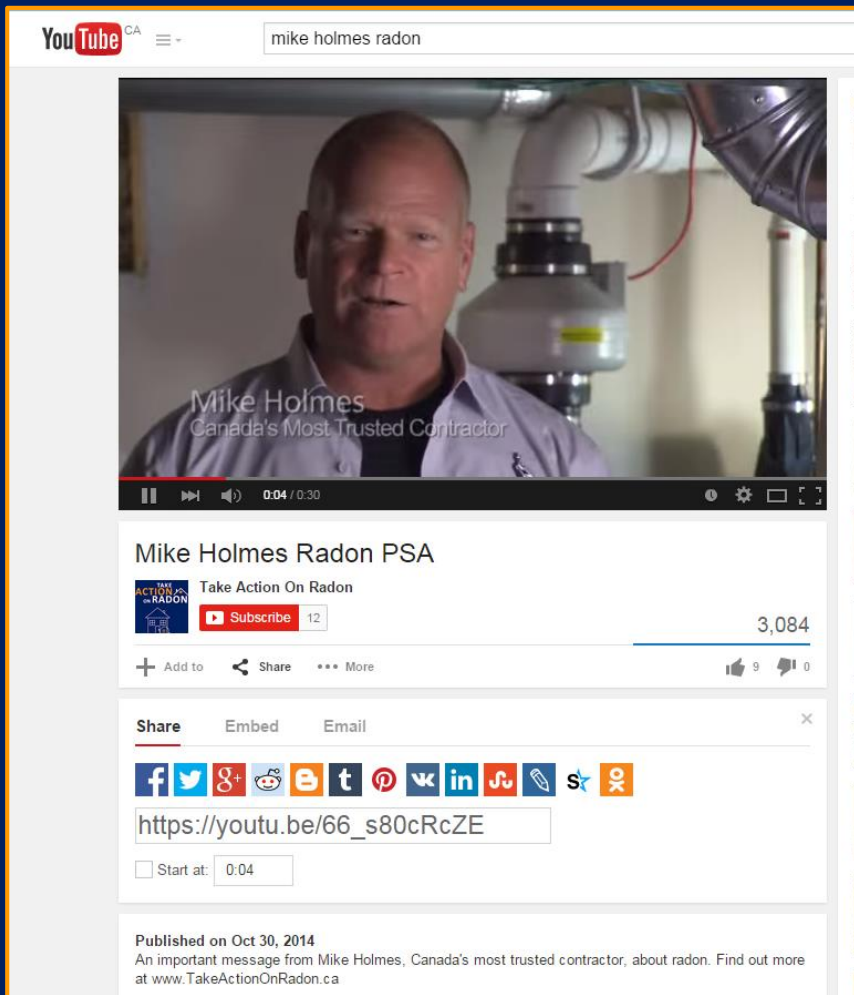 YouTube CA
mike holmes radon
Mike Holmes
Canada's Most Trusted Contractor
0:04 / 0:30
Mike Holmes Radon PSA
TAKE
ACTION
ON RADON
Take Action On Radon
Subscribe 12
3,084
Add to Share More
9 0
Share Embed Email
https://youtu.be/66_s80cRcZE
Start at: 0:04
Published on Oct 30, 2014
An important message from Mike Holmes, Canada's most trusted contractor, about radon. Find out more
at www.TakeActionOnRadon.ca